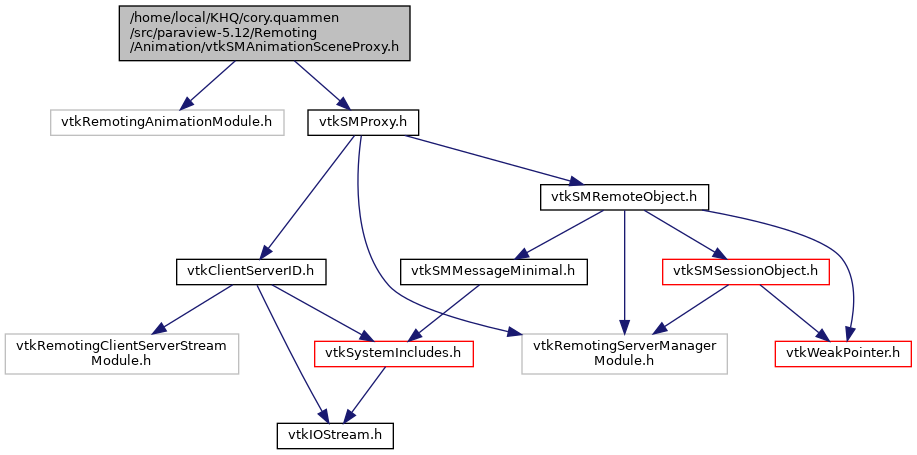 /home/local/KHQ/cory.quammen
/src/paraview-5.12/Remoting
/Animation/vtkSMAnimationSceneProxy.h
vtkRemotingAnimationModule.h
vtkSMProxy.h
vtkSMRemoteObject.h
vtkClientServerID.h
vtkSMMessageMinimal.h
vtkSMSessionObject.h
vtkRemotingClientServerStream
Module.h
vtkSystemIncludes.h
vtkRemotingServerManager
Module.h
vtkWeakPointer.h
vtkIOStream.h